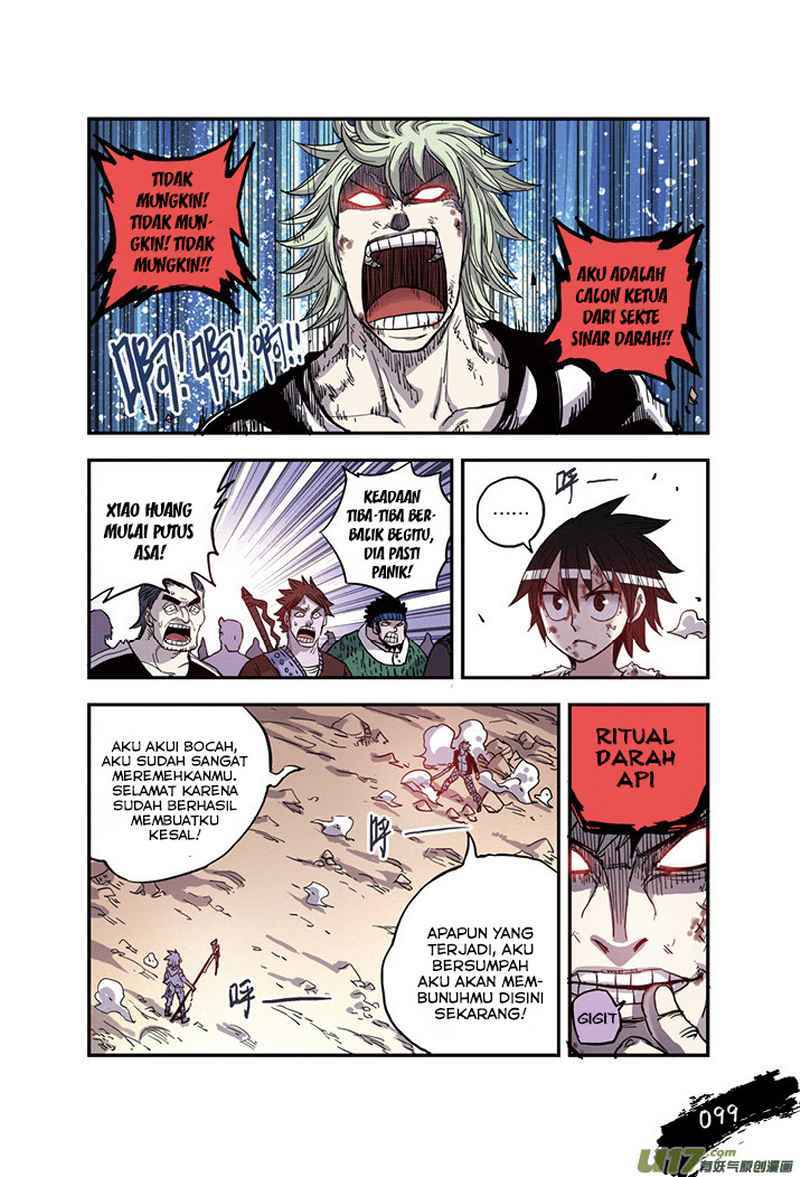 TIDAK
MUNGKIN!
TIDAK MUN-
GKIN! TIDAK
MUNGKIN!!
AKU ADALAH
CALON KETUA
DARI SEKTE
SINAR DARAH!!
啊! 啊! 啊!!
XIAO HUANG
MULAI PUTUS
ASA!
KEADAAN
TIBA-TIBA BER-
BALIK BEGITU,
DIA PASTI
PANIK!
呼一
......
AKU AKUI BOCAH,
AKU SUDAH SANGAT
MEREMEHKANMU.
SELAMAT KARENA
SUDAH BERHASIL
MEMBUATKU
KESAL!
呼——
呼——
APAPUN YANG
TERJADI, AKU
BERSUMPAH
AKU AKAN MEM-
BUNUHMU DISINI
SEKARANG!
RITUAL
DARAH
API
GIGIT
099
U17.com
有妖气原创漫画